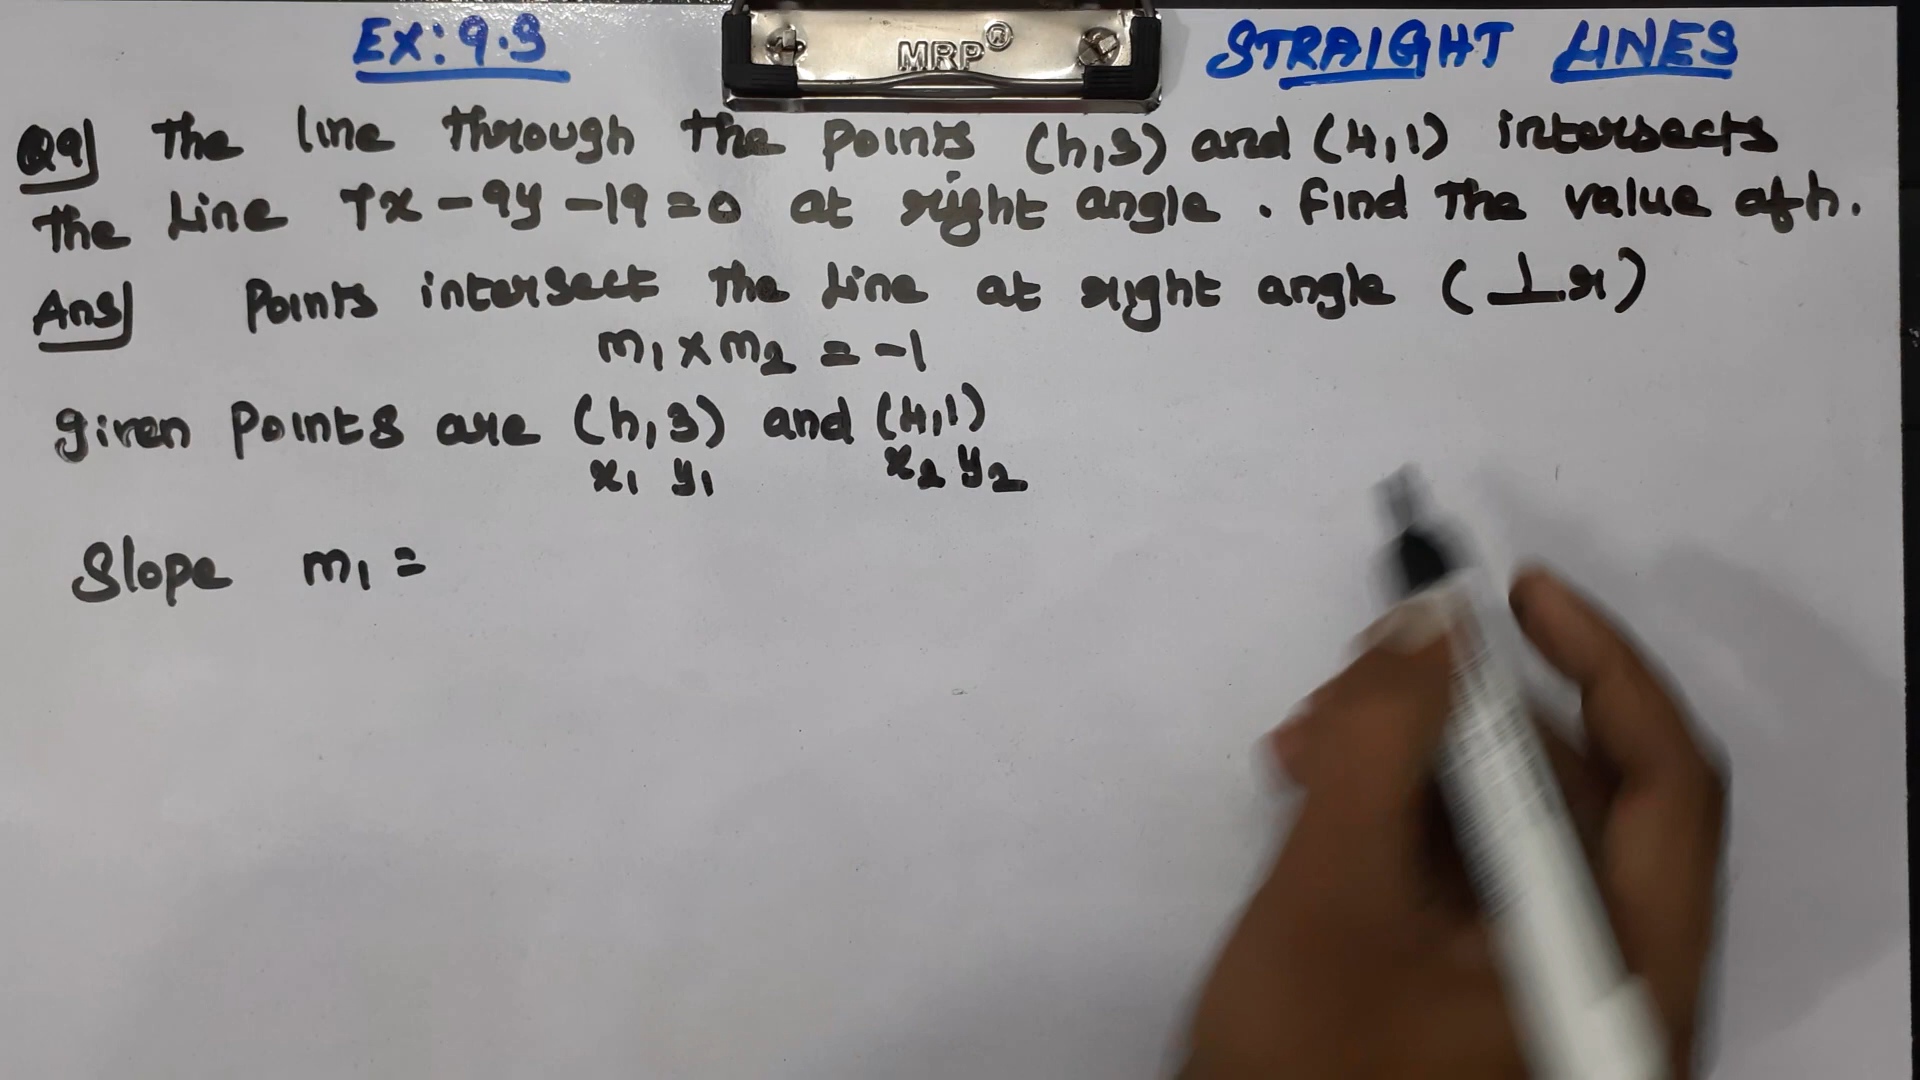 EX: 9.3
MRP®
STRAIGHT LINES
Q9) The line through the points (h,3) and (4,1) intersects
the Line 7x - 9y - 19 = 0 at right angle. Find the value of h.
Ans) Points intersect the line at right angle (⊥r)
m₁ x m₂ = -1
given points are (h,3) and (4,1)
x₁ y₁ x₂ y₂
Slope m₁ =